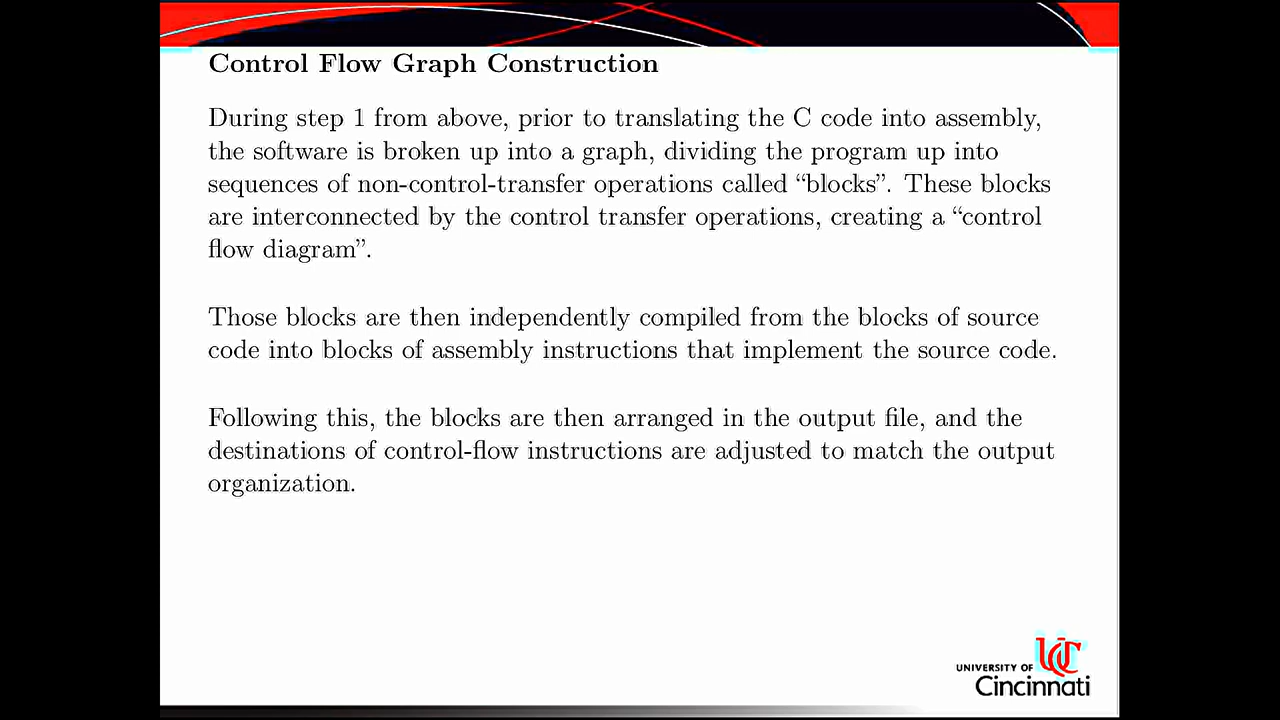 Control Flow Graph Construction
During step 1 from above, prior to translating the C code into assembly,
the software is broken up into a graph, dividing the program up into
sequences of non-control-transfer operations called “blocks”. These blocks
are interconnected by the control transfer operations, creating a “control
flow diagram”.
Those blocks are then independently compiled from the blocks of source
code into blocks of assembly instructions that implement the source code.
Following this, the blocks are then arranged in the output file, and the
destinations of control-flow instructions are adjusted to match the output
organization.
UNIVERSITY OF UC
Cincinnati